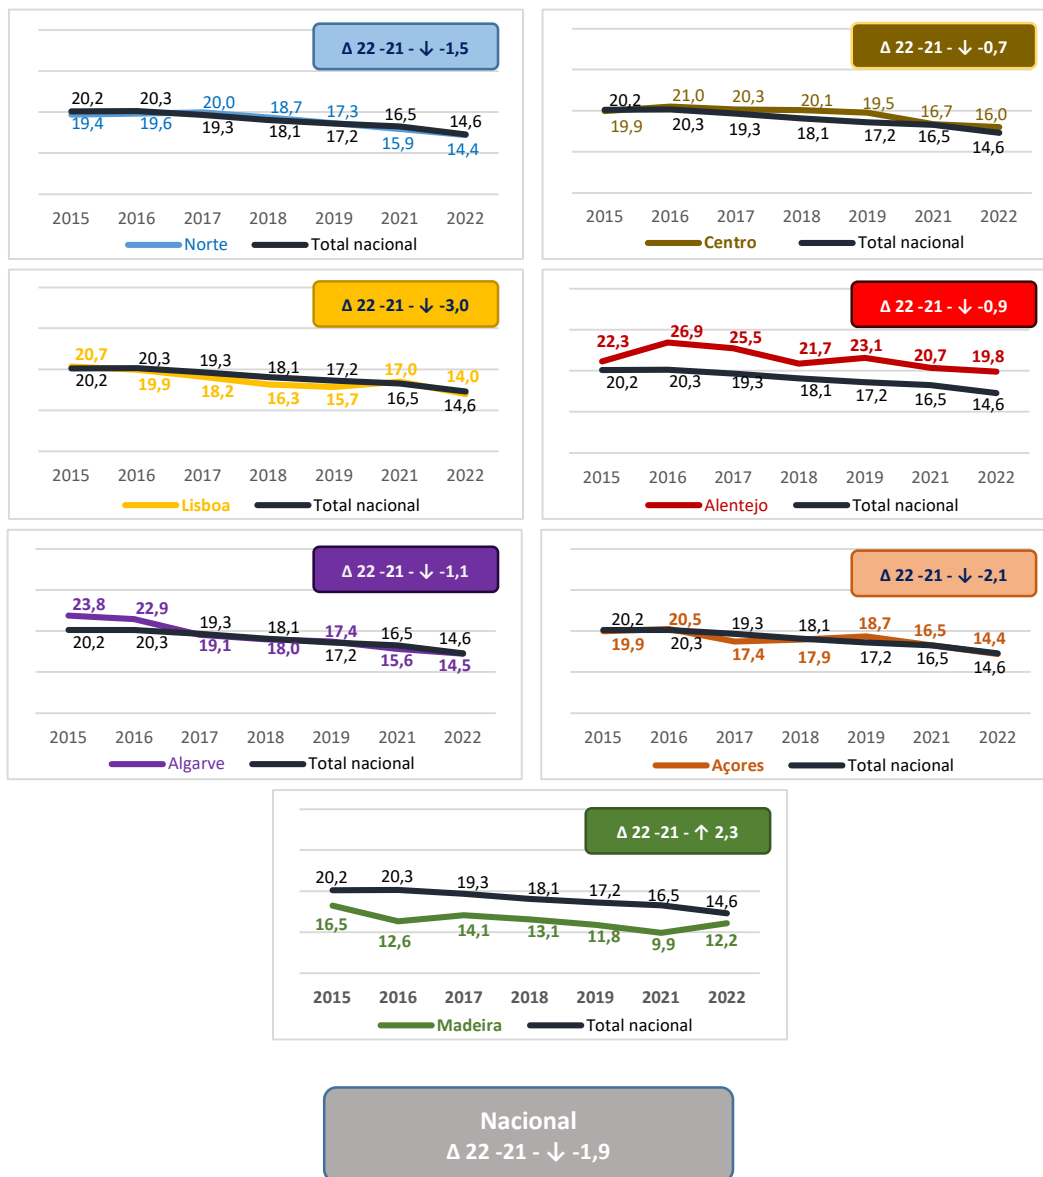 Δ 22 -21 - ↓ -1,5
20,2 20,3 20,0 18,7 17,3 16,5 14,6
19,4 19,6 19,3 18,1 17,2 15,9 14,4
2015 2016 2017 2018 2019 2021 2022
Norte Total nacional
Δ 22 -21 - ↓ -0,7
20,2 21,0 20,3 20,1 19,5 16,7 16,0
19,9 20,3 19,3 18,1 17,2 16,5 14,6
2015 2016 2017 2018 2019 2021 2022
Centro Total nacional
Δ 22 -21 - ↓ -3,0
20,7 20,3 19,3 18,1 17,2 17,0 14,0
20,2 19,9 18,2 16,3 15,7 16,5 14,6
2015 2016 2017 2018 2019 2021 2022
Lisboa Total nacional
Δ 22 -21 - ↓ -0,9
22,3 26,9 25,5 21,7 23,1 20,7 19,8
20,2 20,3 19,3 18,1 17,2 16,5 14,6
2015 2016 2017 2018 2019 2021 2022
Alentejo Total nacional
Δ 22 -21 - ↓ -1,1
23,8 22,9 19,3 18,1 17,4 16,5 14,6
20,2 20,3 19,1 18,0 17,2 15,6 14,5
2015 2016 2017 2018 2019 2021 2022
Algarve Total nacional
Δ 22 -21 - ↓ -2,1
20,2 20,5 19,3 18,1 18,7 16,5 14,4
19,9 20,3 17,4 17,9 17,2 16,5 14,6
2015 2016 2017 2018 2019 2021 2022
Açores Total nacional
Δ 22 -21 - ↑ 2,3
20,2 20,3 19,3 18,1 17,2 16,5 14,6
16,5 12,6 14,1 13,1 11,8 9,9 12,2
2015 2016 2017 2018 2019 2021 2022
Madeira Total nacional
Nacional
Δ 22 -21 - ↓ -1,9